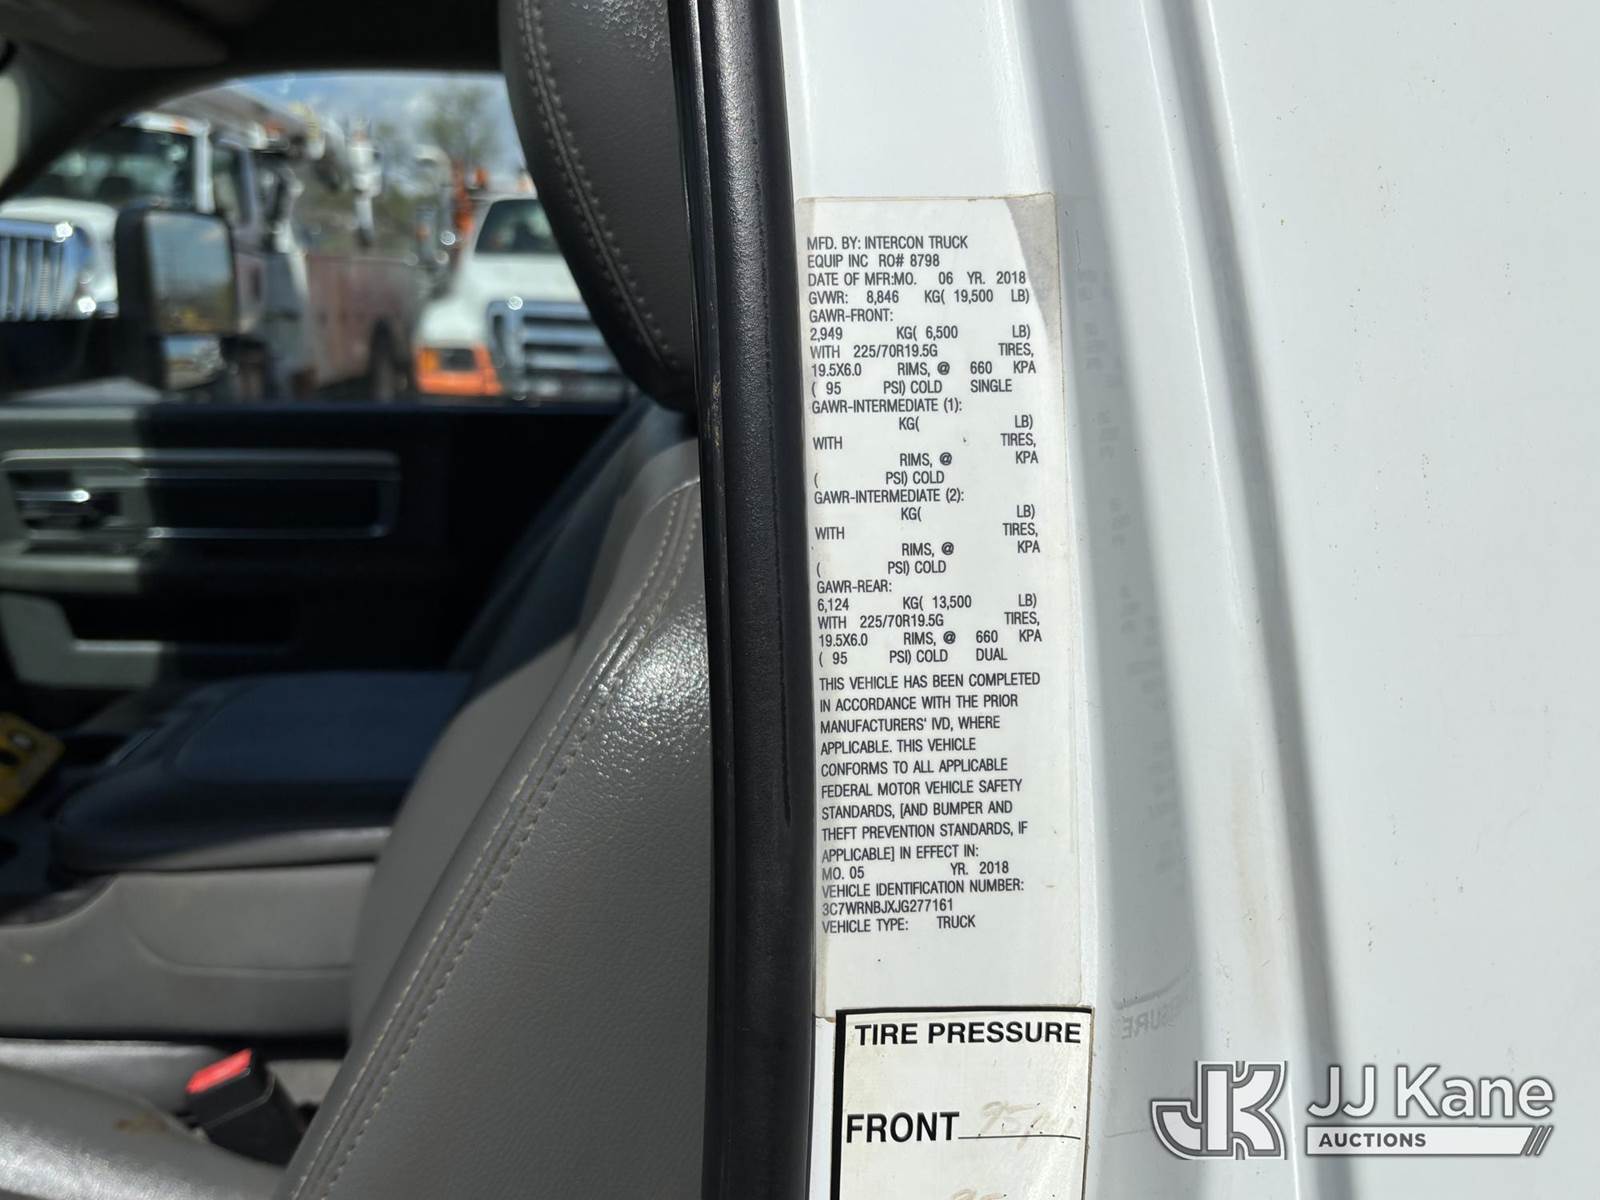 MFD. BY: INTERCON TRUCK
EQUIP INC RO# 8798
DATE OF MFR:MO. 06 YR. 2018
GVWR: 8,846 KG( 19,500 LB)
GAWR-FRONT:
2,949 KG( 6,500 LB)
WITH 225/70R19.5G TIRES,
19.5X6.0 RIMS, @ 660 KPA
( 95 PSI) COLD SINGLE
GAWR-INTERMEDIATE (1):
KG( LB)
WITH TIRES,
RIMS, @ KPA
( PSI) COLD
GAWR-INTERMEDIATE (2):
KG( LB)
WITH TIRES,
RIMS, @ KPA
( PSI) COLD
GAWR-REAR:
6,124 KG( 13,500 LB)
WITH 225/70R19.5G TIRES,
19.5X6.0 RIMS, @ 660 KPA
( 95 PSI) COLD DUAL
THIS VEHICLE HAS BEEN COMPLETED
IN ACCORDANCE WITH THE PRIOR
MANUFACTURERS' IVD, WHERE
APPLICABLE. THIS VEHICLE
CONFORMS TO ALL APPLICABLE
FEDERAL MOTOR VEHICLE SAFETY
STANDARDS, [AND BUMPER AND
THEFT PREVENTION STANDARDS, IF
APPLICABLE] IN EFFECT IN:
MO. 05 YR. 2018
VEHICLE IDENTIFICATION NUMBER:
3C7WRNBJXJG277161
VEHICLE TYPE: TRUCK
TIRE PRESSURE
FRONT 95
JJ Kane
AUCTIONS